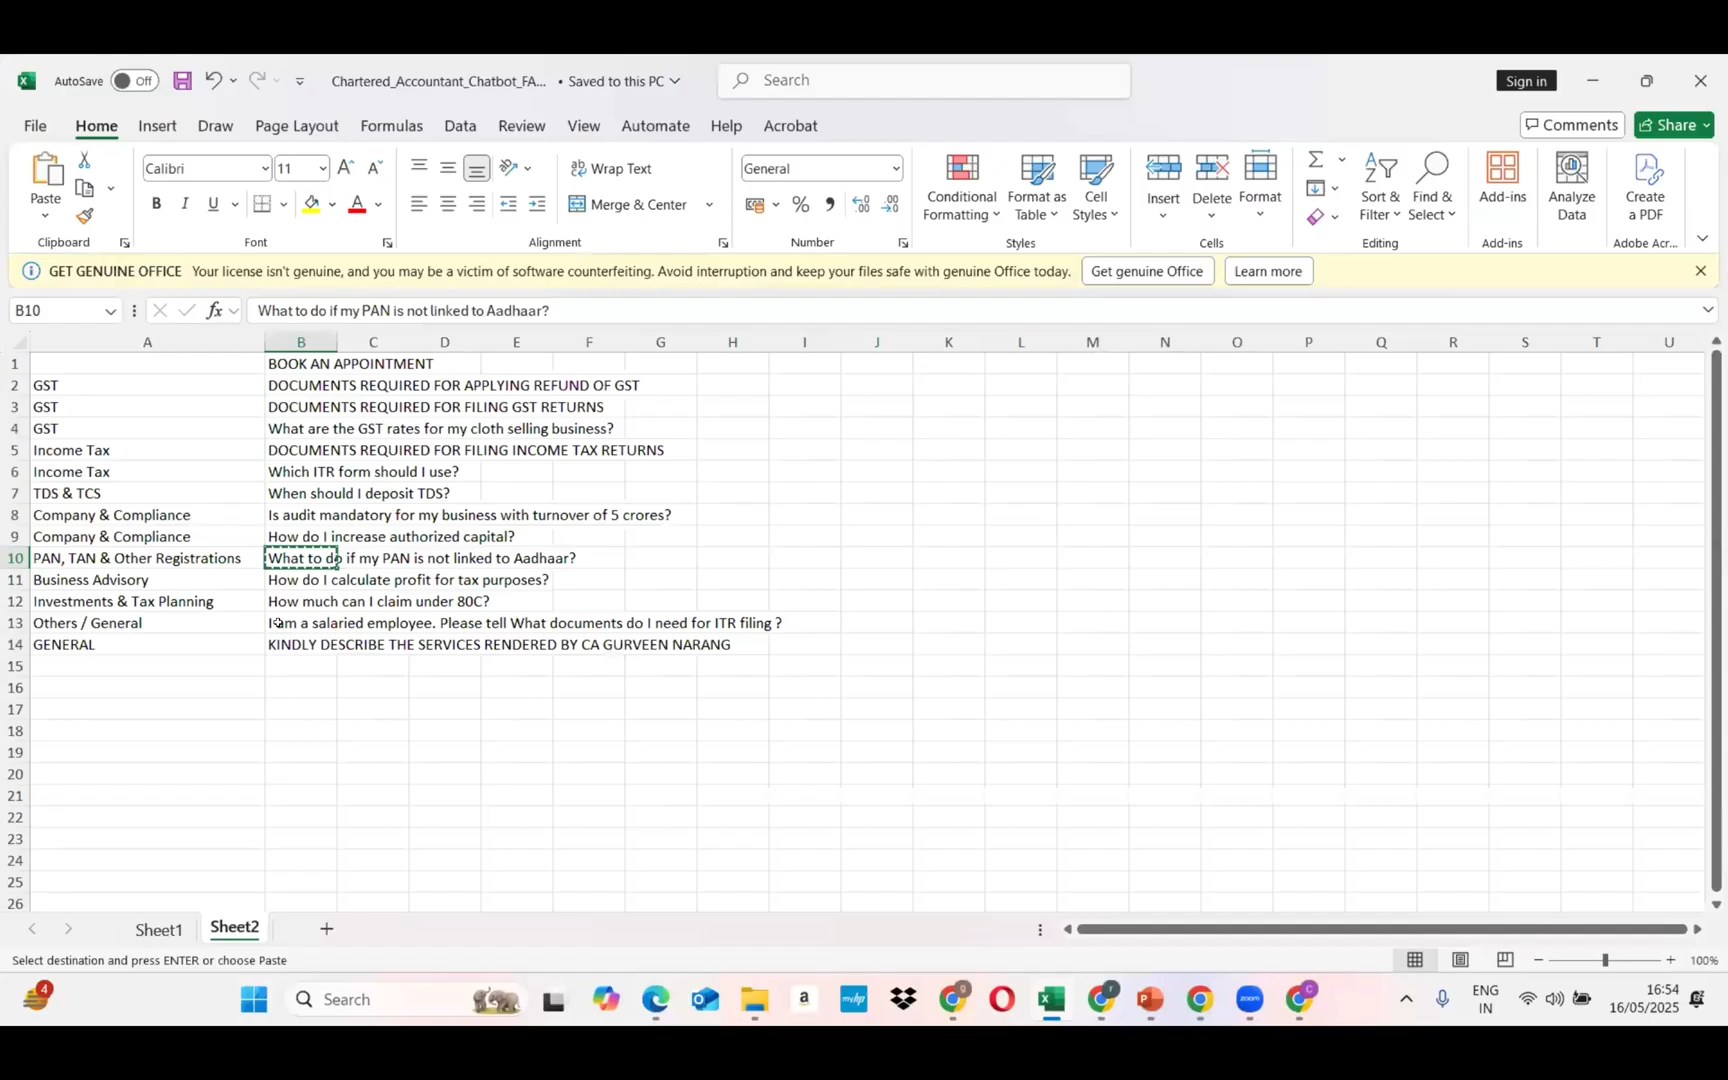 AutoSave Off Chartered_Accountant_Chatbot_FA... • Saved to this PC Search Sign in
File Home Insert Draw Page Layout Formulas Data Review View Automate Help Acrobat Comments Share
Paste Calibri 11 Wrap Text General Conditional Formatting Format as Table Cell Styles Insert Delete Format Sort & Filter Find & Select Add-ins Analyze Data Create a PDF
B I U A Merge & Center % 9
Clipboard Font Alignment Number Styles Cells Editing Add-ins Adobe Acr...
GET GENUINE OFFICE Your license isn't genuine, and you may be a victim of software counterfeiting. Avoid interruption and keep your files safe with genuine Office today. Get genuine Office Learn more
B10 fx What to do if my PAN is not linked to Aadhaar?
A B C D E F G H I J K L M N O P Q R S T U
1 BOOK AN APPOINTMENT
2 GST DOCUMENTS REQUIRED FOR APPLYING REFUND OF GST
3 GST DOCUMENTS REQUIRED FOR FILING GST RETURNS
4 GST What are the GST rates for my cloth selling business?
5 Income Tax DOCUMENTS REQUIRED FOR FILING INCOME TAX RETURNS
6 Income Tax Which ITR form should I use?
7 TDS & TCS When should I deposit TDS?
8 Company & Compliance Is audit mandatory for my business with turnover of 5 crores?
9 Company & Compliance How do I increase authorized capital?
10 PAN, TAN & Other Registrations What to do if my PAN is not linked to Aadhaar?
11 Business Advisory How do I calculate profit for tax purposes?
12 Investments & Tax Planning How much can I claim under 80C?
13 Others / General I am a salaried employee. Please tell What documents do I need for ITR filing ?
14 GENERAL KINDLY DESCRIBE THE SERVICES RENDERED BY CA GURVEEN NARANG
15
16
17
18
19
20
21
22
23
24
25
26
Sheet1 Sheet2
Select destination and press ENTER or choose Paste 100%
4 Search a myhp zoom ENG IN 16:54 16/05/2025